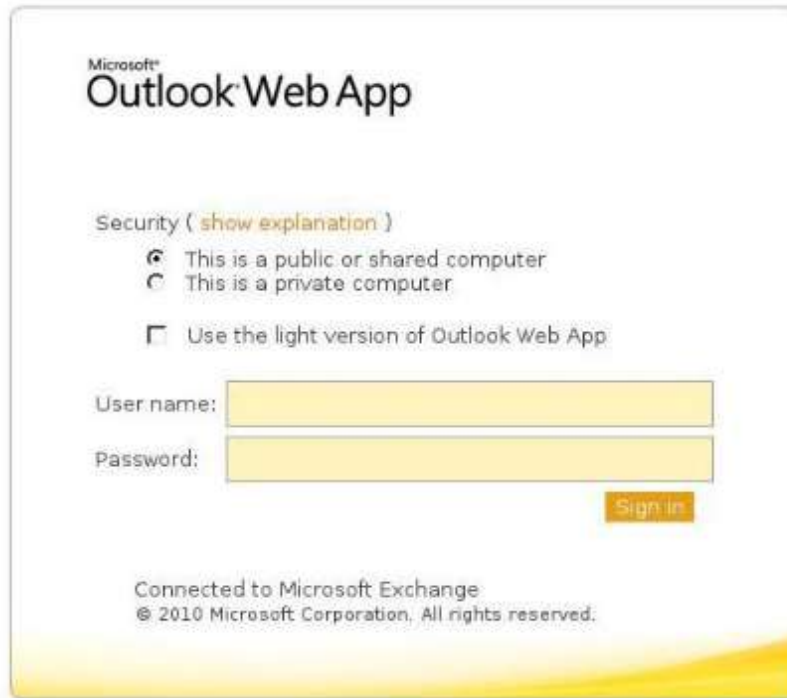 Microsoft®
Outlook® Web App
Security ( show explanation )
This is a public or shared computer
This is a private computer
Use the light version of Outlook Web App
User name:
Password:
Sign in
Connected to Microsoft Exchange
© 2010 Microsoft Corporation. All rights reserved.